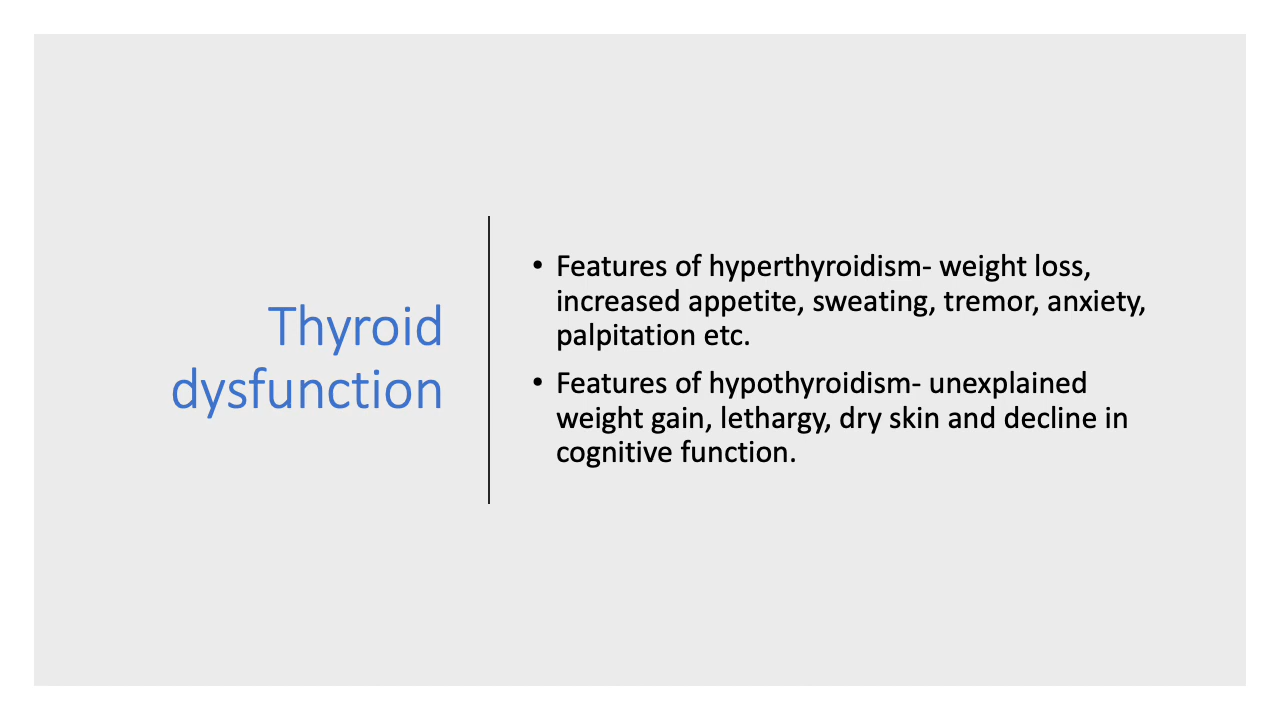 Thyroid
dysfunction
• Features of hyperthyroidism- weight loss,
increased appetite, sweating, tremor, anxiety,
palpitation etc.
• Features of hypothyroidism- unexplained
weight gain, lethargy, dry skin and decline in
cognitive function.